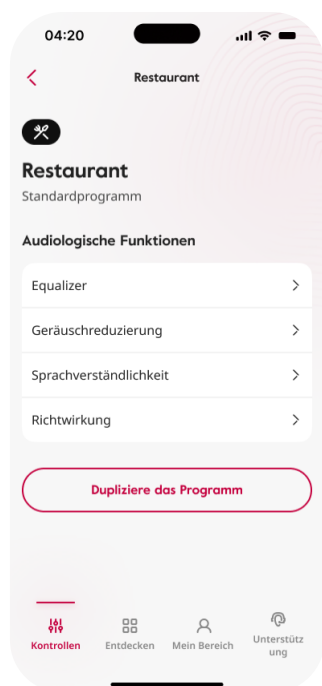 04:20
Restaurant
Restaurant
Standardprogramm
Audiologische Funktionen
Equalizer
Geräuschreduzierung
Sprachverständlichkeit
Richtwirkung
Dupliziere das Programm
Kontrollen
Entdecken
Mein Bereich
Unterstütz
ung